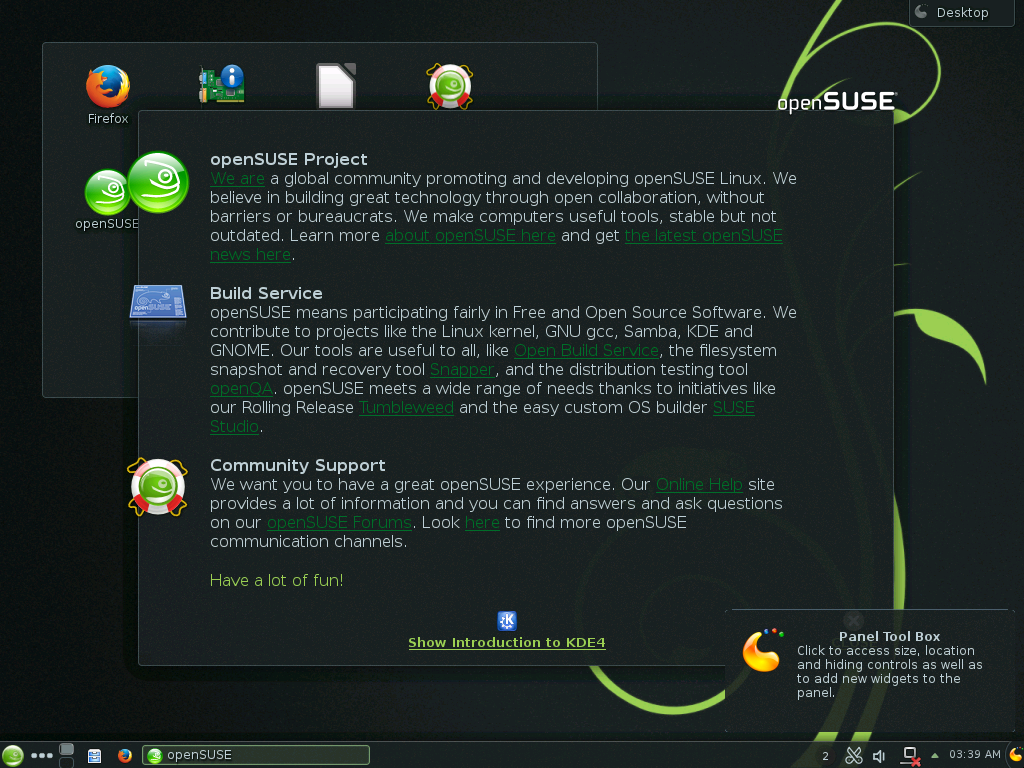 Desktop
Firefox
openSUSE
openSUSE
openSUSE Project
We are a global community promoting and developing openSUSE Linux. We
believe in building great technology through open collaboration, without
barriers or bureaucrats. We make computers useful tools, stable but not
outdated. Learn more about openSUSE here and get the latest openSUSE
news here.
Build Service
openSUSE means participating fairly in Free and Open Source Software. We
contribute to projects like the Linux kernel, GNU gcc, Samba, KDE and
GNOME. Our tools are useful to all, like Open Build Service, the filesystem
snapshot and recovery tool Snapper, and the distribution testing tool
openQA. openSUSE meets a wide range of needs thanks to initiatives like
our Rolling Release Tumbleweed and the easy custom OS builder SUSE
Studio.
Community Support
We want you to have a great openSUSE experience. Our Online Help site
provides a lot of information and you can find answers and ask questions
on our openSUSE Forums. Look here to find more openSUSE
communication channels.
Have a lot of fun!
Show Introduction to KDE4
Panel Tool Box
Click to access size, location
and hiding controls as well as
to add new widgets to the
panel.
openSUSE
2
03:39 AM